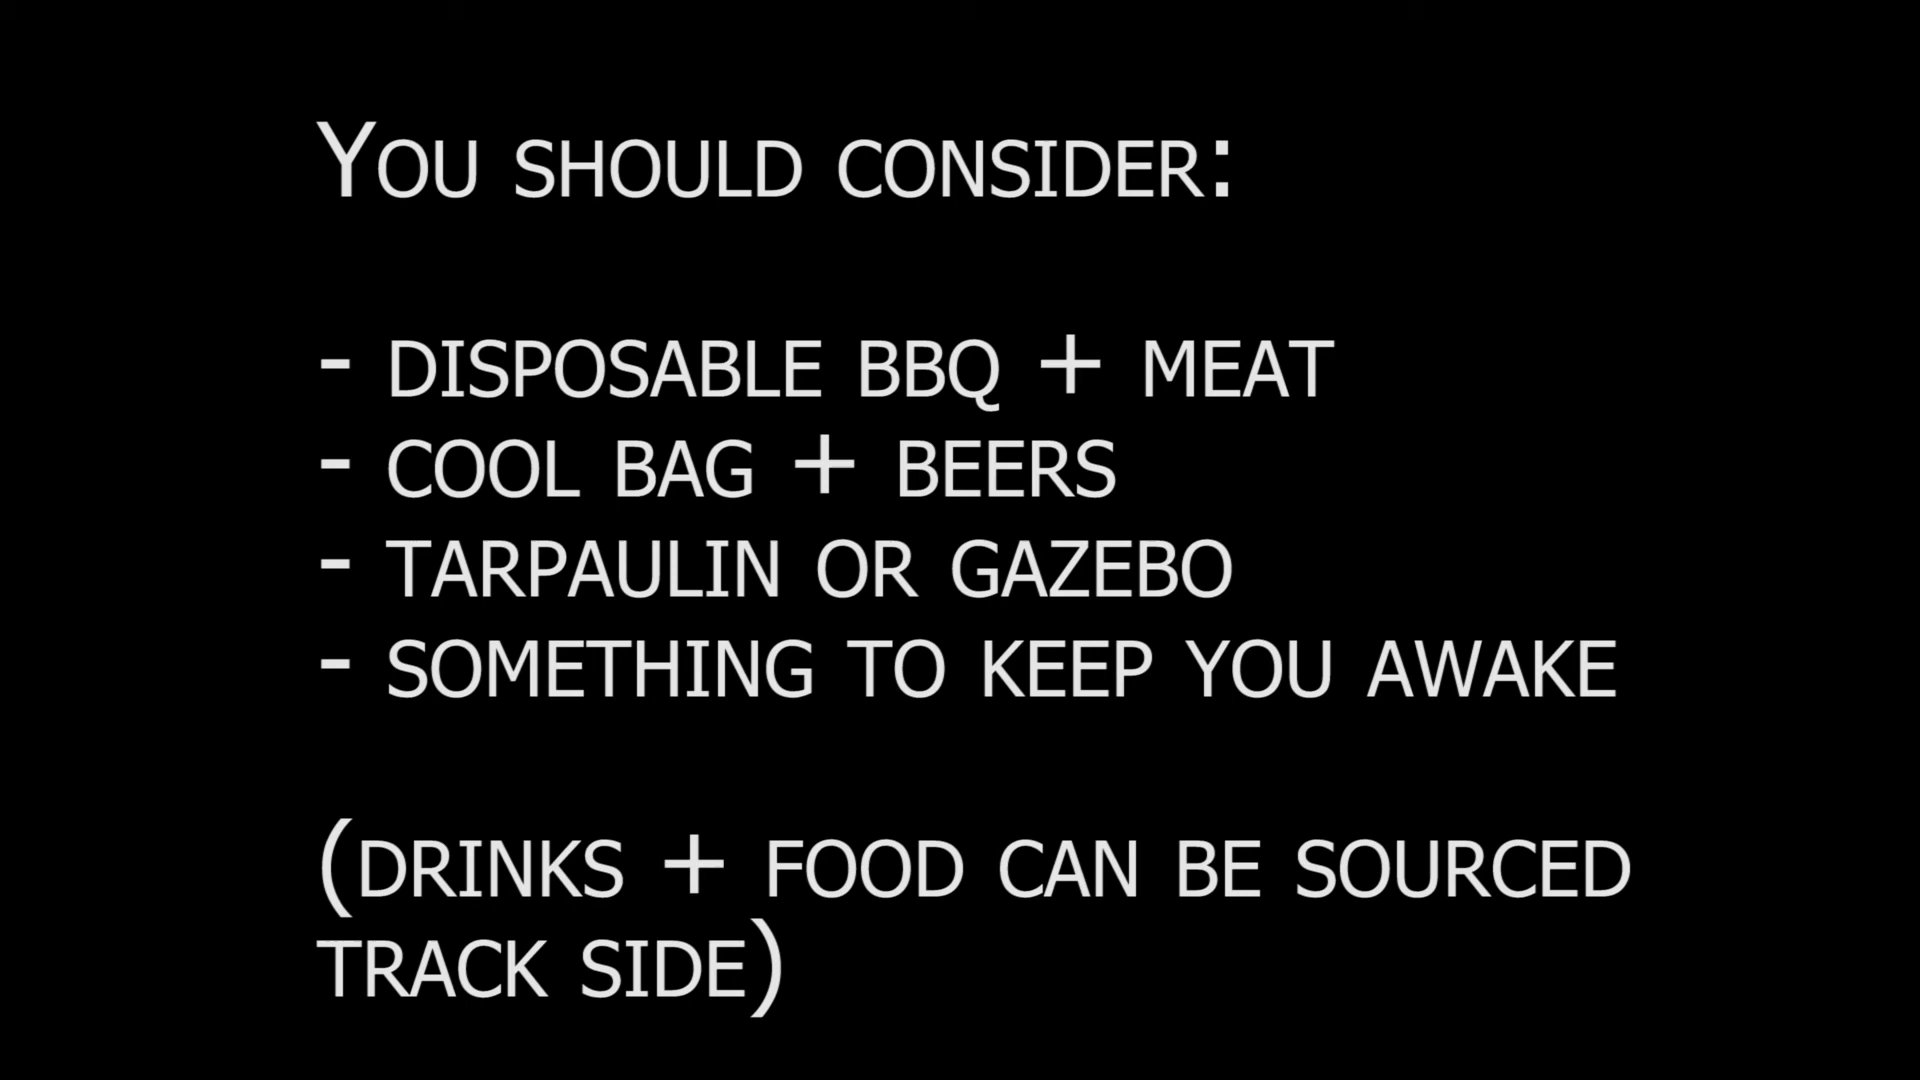 You should consider:
- disposable bbq + meat
- cool bag + beers
- tarpaulin or gazebo
- something to keep you awake
(drinks + food can be sourced
track side)